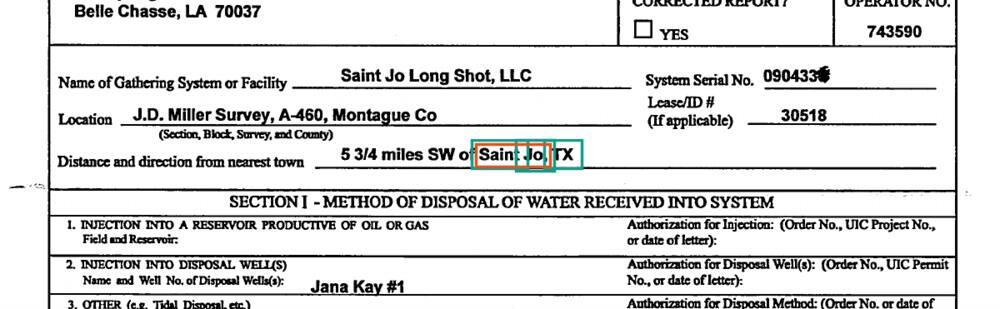 Belle Chasse, LA 70037
CORRECTED REPORT?
OPERATOR NO.
YES
743590
Name of Gathering System or Facility Saint Jo Long Shot, LLC
System Serial No. 090433
Location J.D. Miller Survey, A-460, Montague Co
(Section, Block, Survey, and County)
Lease/ID #
(If applicable) 30518
Distance and direction from nearest town 5 3/4 miles SW of Saint Jo, TX
SECTION I - METHOD OF DISPOSAL OF WATER RECEIVED INTO SYSTEM
1. INJECTION INTO A RESERVOIR PRODUCTIVE OF OIL OR GAS
Field and Reservoir:
Authorization for Injection: (Order No., UIC Project No.,
or date of letter):
2. INJECTION INTO DISPOSAL WELL(S)
Name and Well No. of Disposal Wells(s): Jana Kay #1
Authorization for Disposal Well(s): (Order No., UIC Permit
No., or date of letter):
3. OTHER (e.g. Tidal Disposal, etc.)
Authorization for Disposal Method: (Order No. or date of